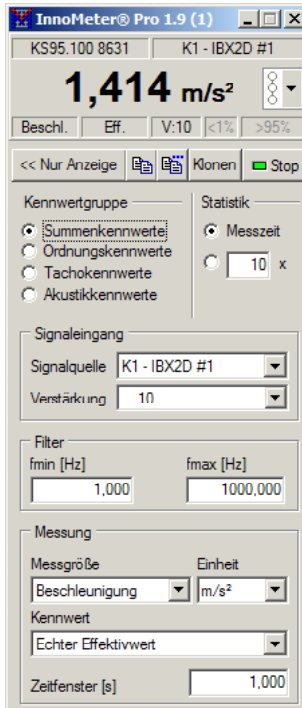 InnoMeter® Pro 1.9 (1)
KS95.100 8631 K1 - IBX2D #1
1,414 m/s²
Beschl. Eff. V:10 <1% >95%
<< Nur Anzeige Klonen Stop
Kennwertgruppe Statistik
Summenkennwerte Messzeit
Ordnungskennwerte
10 x
Tachokennwerte
Akustikkennwerte
Signaleingang
Signalquelle K1 - IBX2D #1
Verstärkung 10
Filter
fmin [Hz] fmax [Hz]
1,000 1000,000
Messung
Messgröße Einheit
Beschleunigung m/s²
Kennwert
Echter Effektivwert
Zeitfenster [s] 1,000